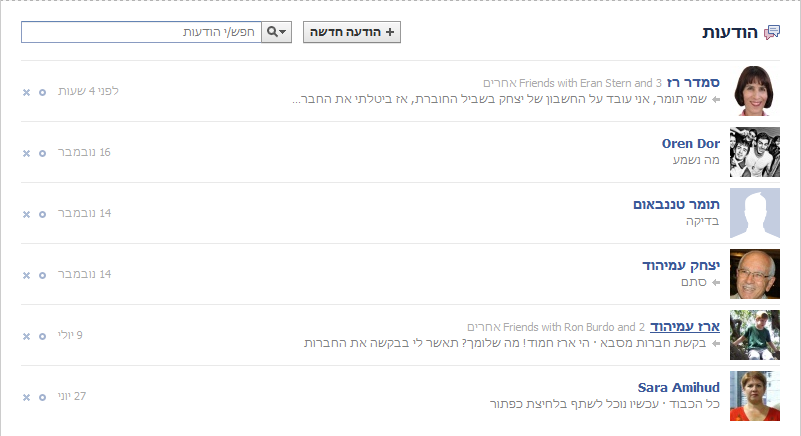 הודעות
+ הודעה חדשה
חפש/י הודעות
סמדר רז Friends with Eran Stern and 3 אחרים
שמי תומר, אני עובד על החשבון של יצחק בשביל החוברת, אז ביטלתי את החבר...
לפני 4 שעות
Oren Dor
מה נשמע
16 נובמבר
תומר טננבאום
בדיקה
14 נובמבר
יצחק עמיהוד
סתם
14 נובמבר
ארז עמיהוד Friends with Ron Burdo and 2 אחרים
בקשת חברות מסבא · הי ארז חמוד! מה שלומך? תאשר לי בבקשה את החברות
9 יולי
Sara Amihud
כל הכבוד · עכשיו נוכל לשתף בלחיצת כפתור
27 יוני